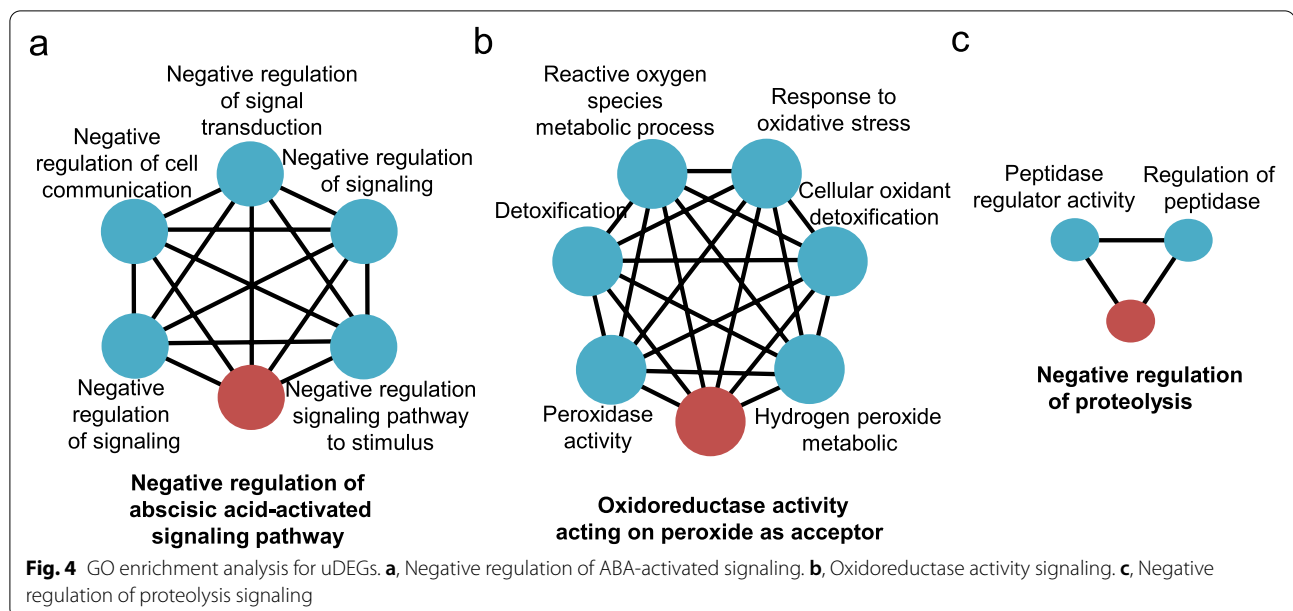 a
Negative regulation
of signal
transduction
Negative
regulation of cell
communication
Negative regulation
of signaling
Negative
regulation
of signaling
Negative regulation
signaling pathway
to stimulus
Negative regulation of
abscisic acid-activated
signaling pathway
b
Reactive oxygen
species
metabolic process
Response to
oxidative stress
Detoxification
Cellular oxidant
detoxification
Peroxidase
activity
Hydrogen peroxide
metabolic
Oxidoreductase activity
acting on peroxide as acceptor
c
Peptidase
regulator activity
Regulation of
peptidase
Negative regulation
of proteolysis
Fig. 4 GO enrichment analysis for uDEGs. a, Negative regulation of ABA-activated signaling. b, Oxidoreductase activity signaling. c, Negative
regulation of proteolysis signaling